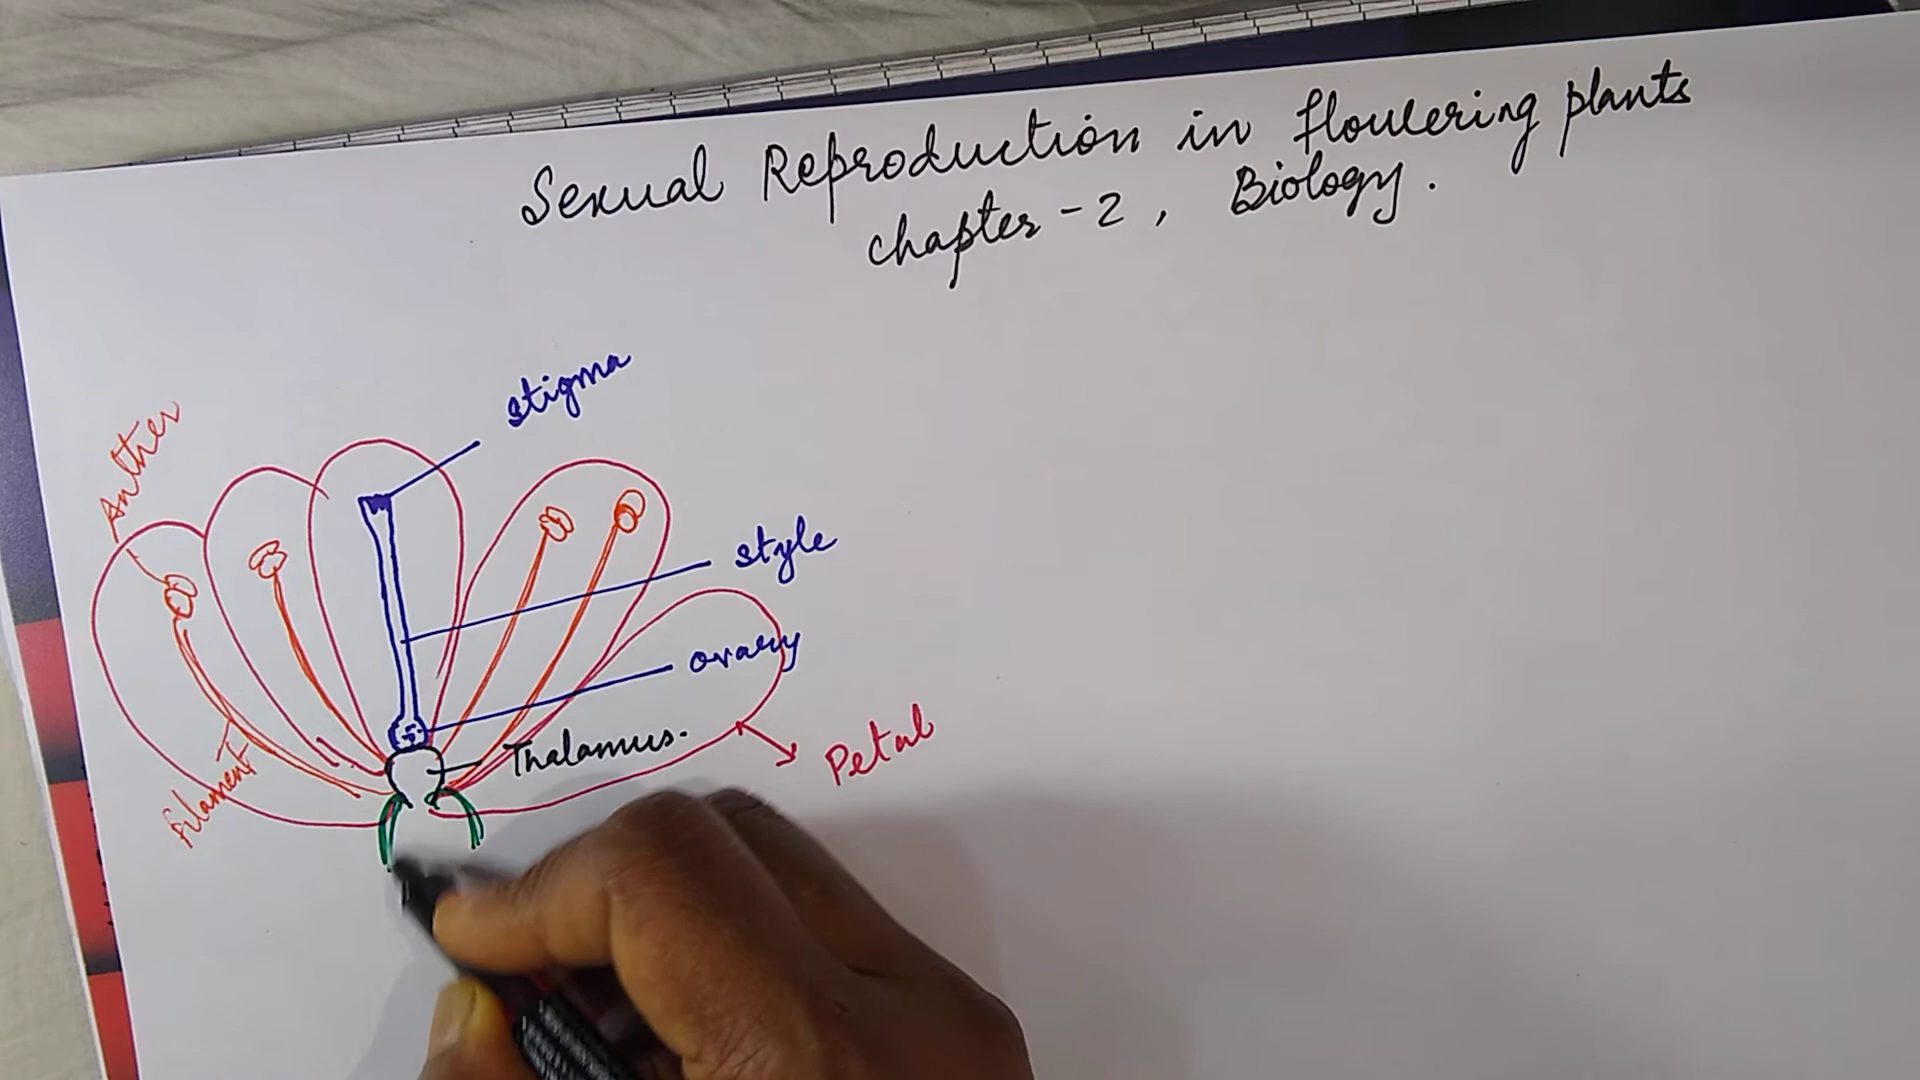 Sexual Reproduction in flowering plants
chapter - 2, Biology.
stigma
Anther
style
ovary
Thalamus.
Petal
filament